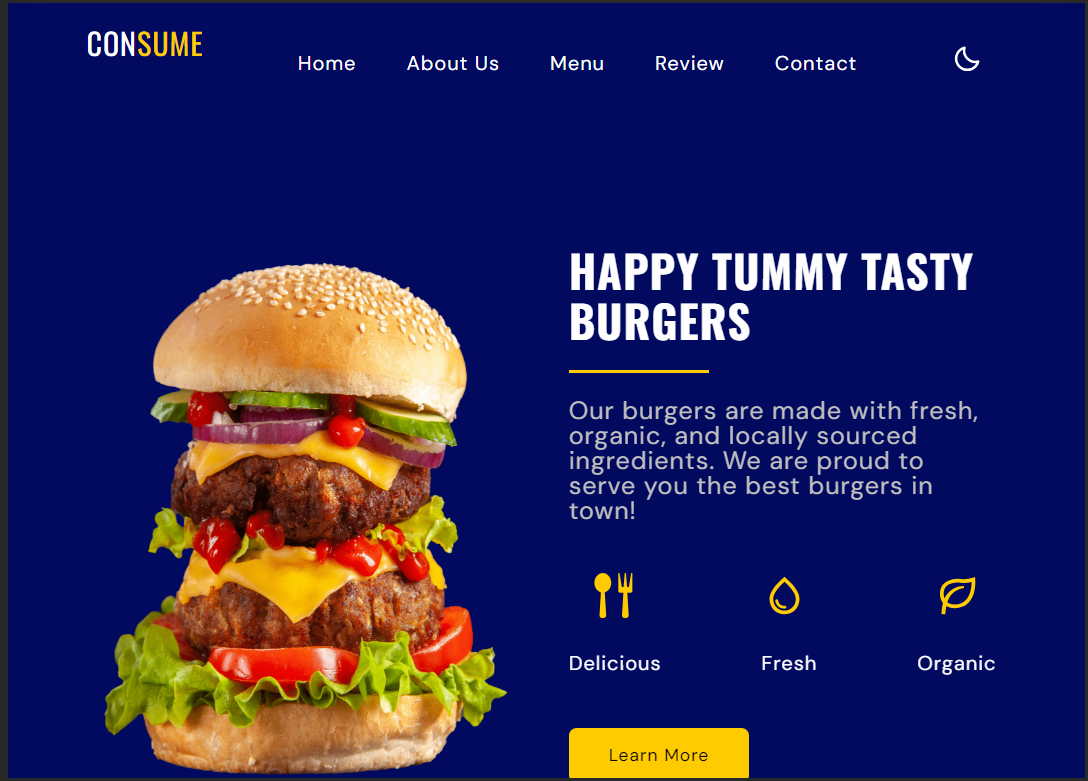 CONSUME
Home About Us Menu Review Contact
HAPPY TUMMY TASTY
BURGERS
Our burgers are made with fresh,
organic, and locally sourced
ingredients. We are proud to
serve you the best burgers in
town!
Delicious Fresh Organic
Learn More